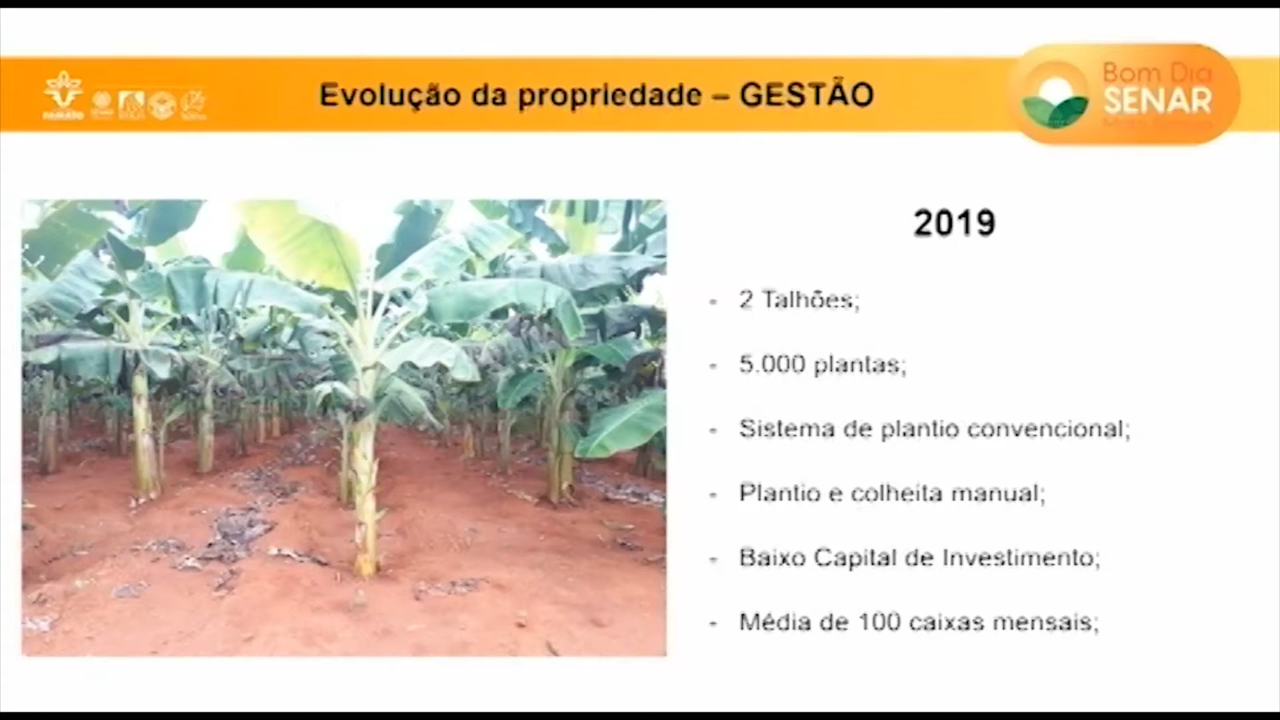 Evolução da propriedade – GESTÃO
Bom Dia
SENAR
2019
- 2 Talhões;
- 5.000 plantas;
- Sistema de plantio convencional;
- Plantio e colheita manual;
- Baixo Capital de Investimento;
- Média de 100 caixas mensais;